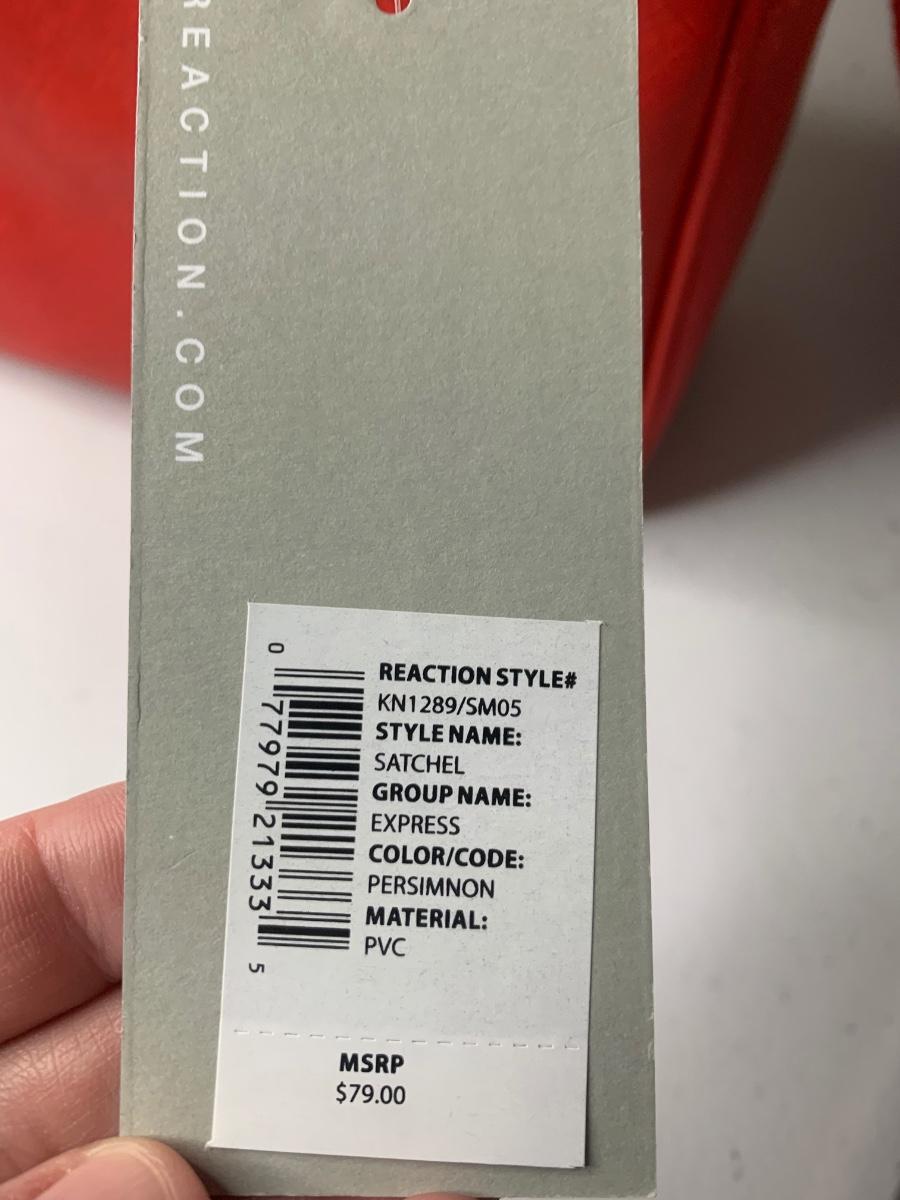 REACTION.COM
0 77979 21333 5
REACTION STYLE#
KN1289/SM05
STYLE NAME:
SATCHEL
GROUP NAME:
EXPRESS
COLOR/CODE:
PERSIMNON
MATERIAL:
PVC
MSRP
$79.00